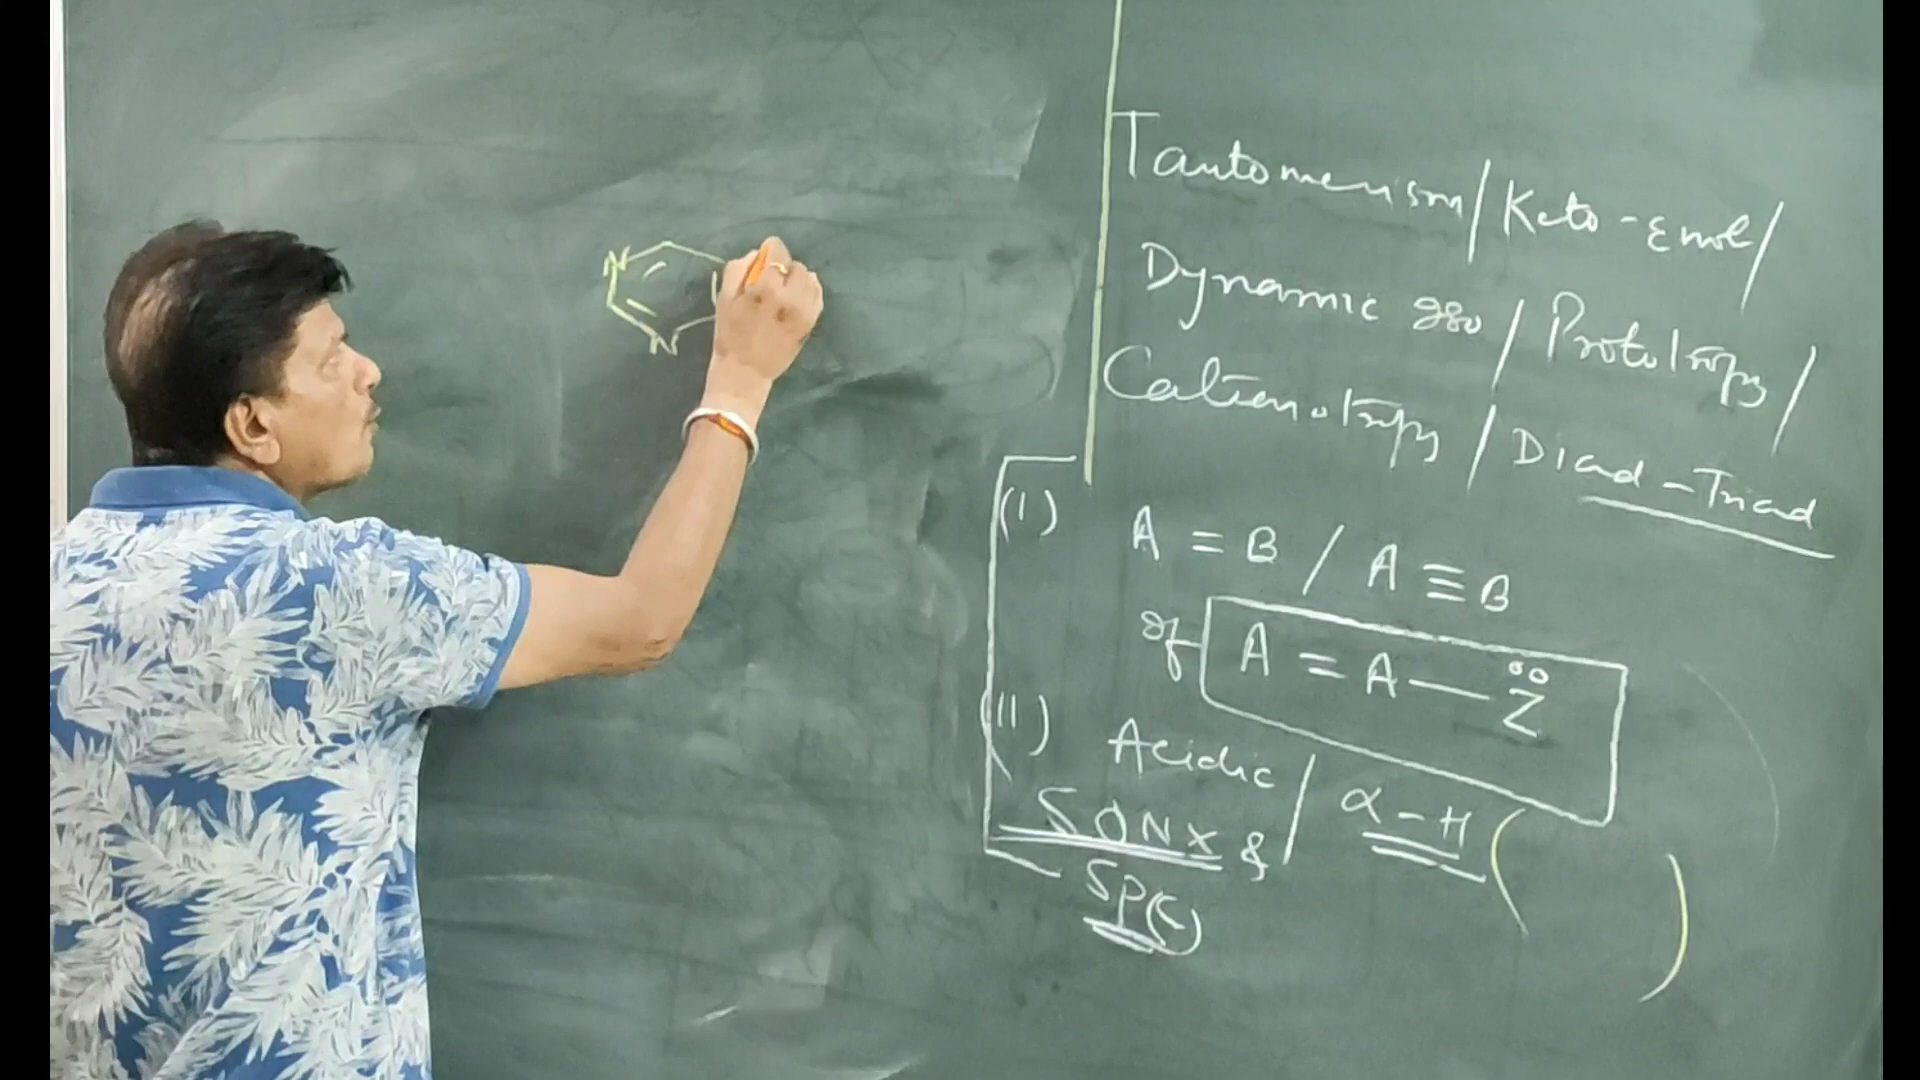 N
N
Tautomerism/Keto-Enol/
Dynamic Iso/Prototropy/
Cationotropy/Diad-Triad
(I) A = B / A ≡ B
of A = A — Z̈
(II) Acidic / α-H (       )
SONX &
SP(C)